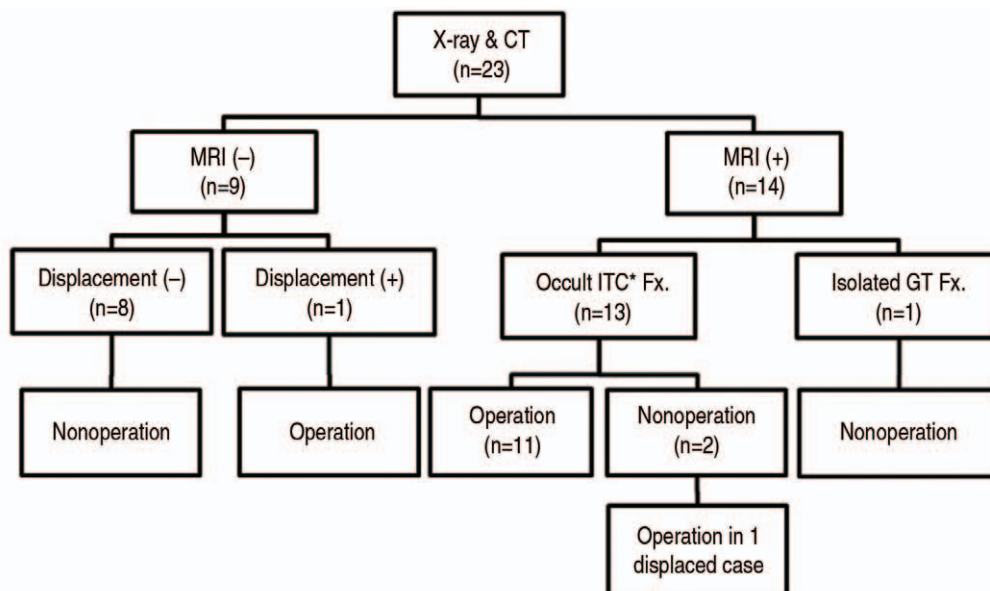 X-ray & CT
(n=23)
MRI (–)
(n=9)
MRI (+)
(n=14)
Displacement (–)
(n=8)
Displacement (+)
(n=1)
Occult ITC* Fx.
(n=13)
Isolated GT Fx.
(n=1)
Nonoperation
Operation
Operation
(n=11)
Nonoperation
(n=2)
Nonoperation
Operation in 1
displaced case